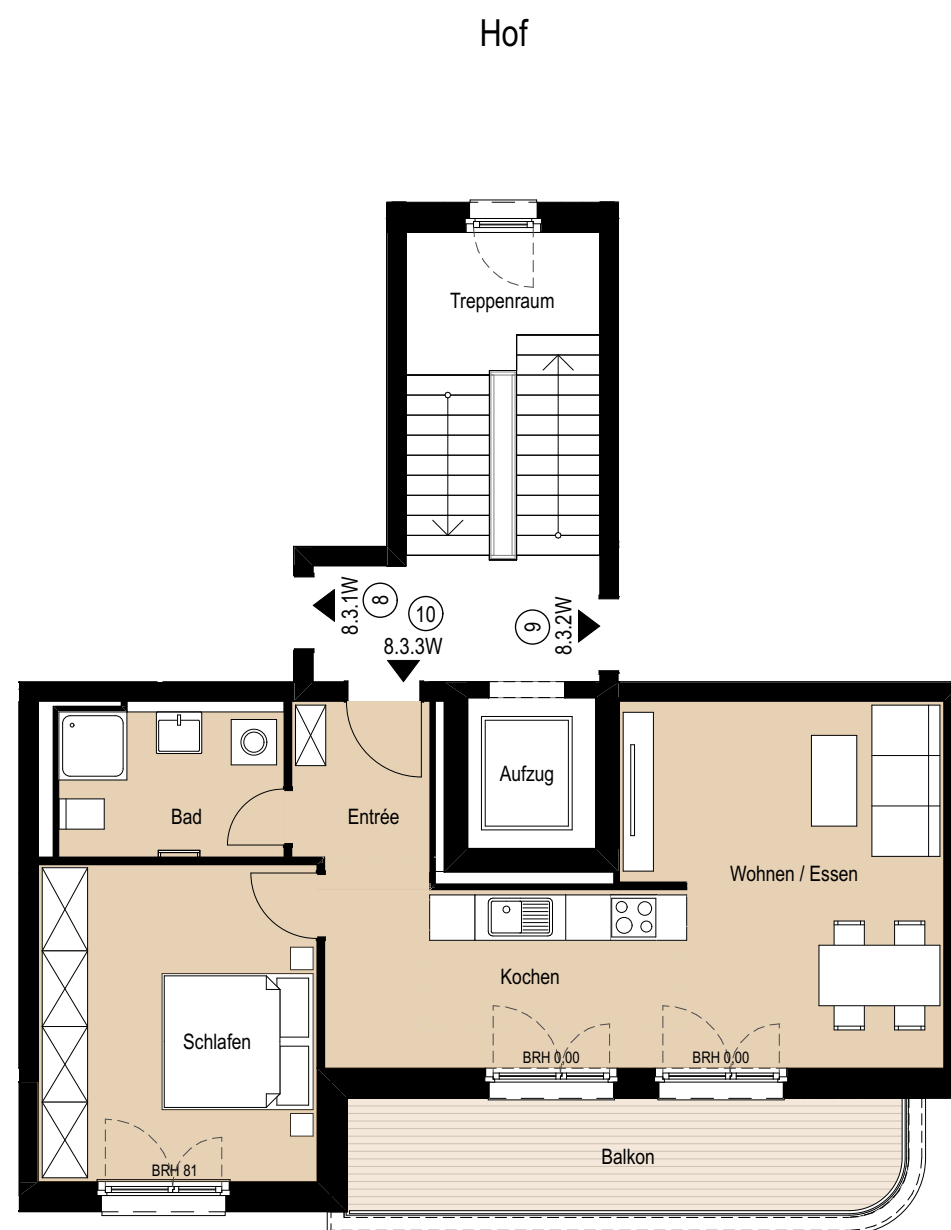 Hof
Treppenraum
8.3.1W
8
10
8.3.3W
9
8.3.2W
Aufzug
Bad
Entrée
Wohnen / Essen
Kochen
Schlafen
BRH 0,00
BRH 0,00
Balkon
BRH 81